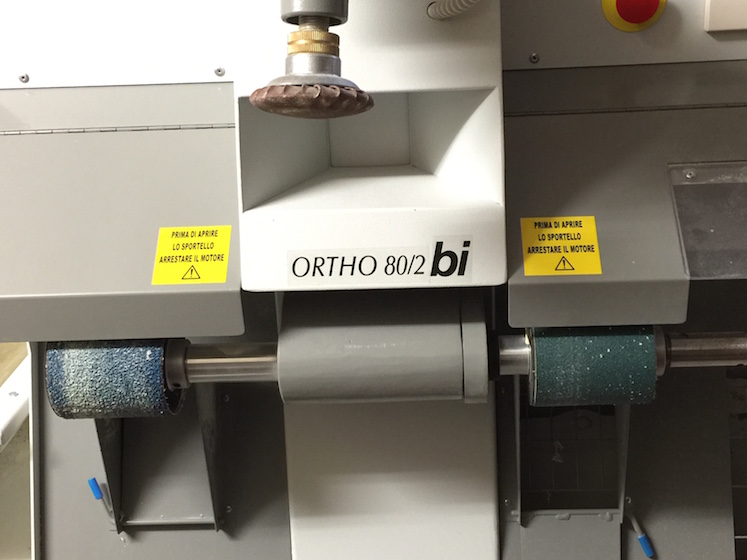 PRIMA DI APRIRE
LO SPORTELLO
ARRESTARE IL MOTORE
ORTHO 80/2 bi
PRIMA DI APRIRE
LO SPORTELLO
ARRESTARE IL MOTORE